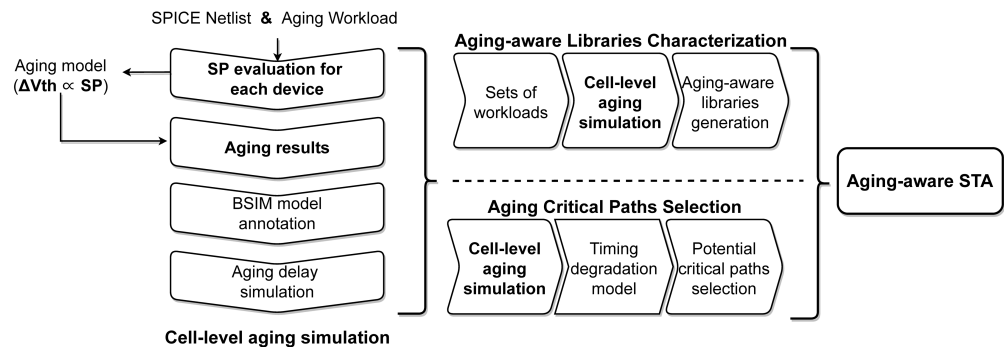 SPICE Netlist & Aging Workload
Aging model
(ΔVth ∝ SP)
SP evaluation for
each device
Aging results
BSIM model
annotation
Aging delay
simulation
Cell-level aging simulation
Aging-aware Libraries Characterization
Sets of
workloads
Cell-level
aging
simulation
Aging-aware
libraries
generation
Aging Critical Paths Selection
Cell-level
aging
simulation
Timing
degradation
model
Potential
critical paths
selection
Aging-aware STA